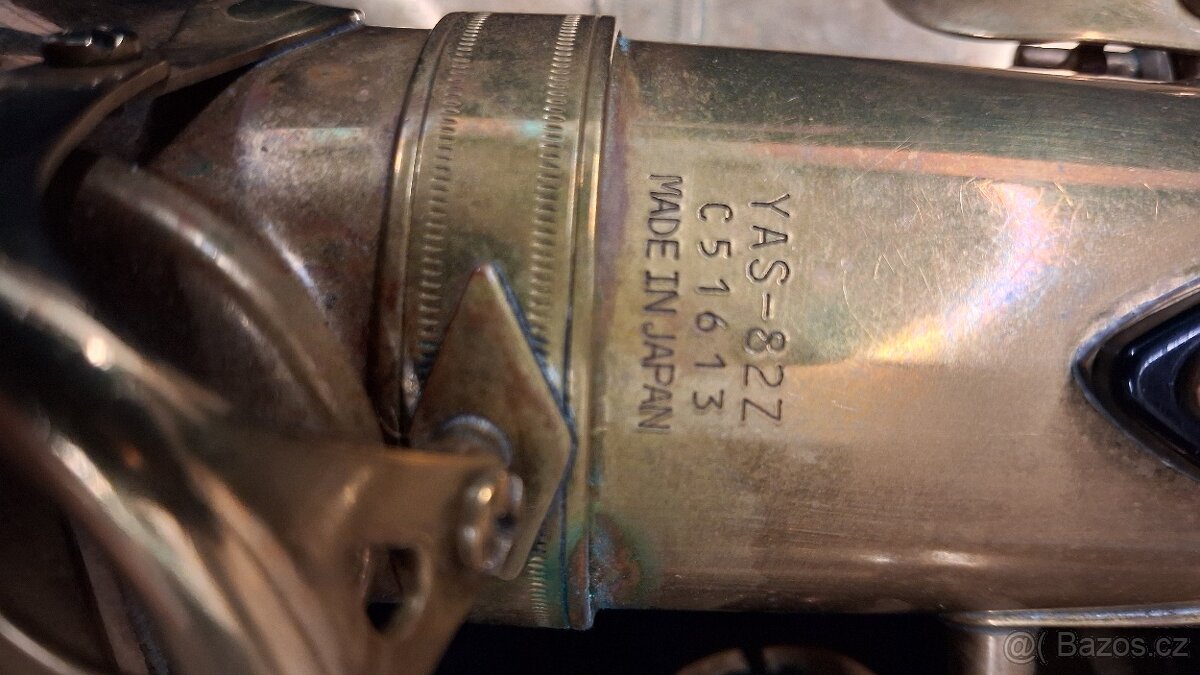 YAS-82Z
C51613
MADE IN JAPAN
@( Bazos.cz